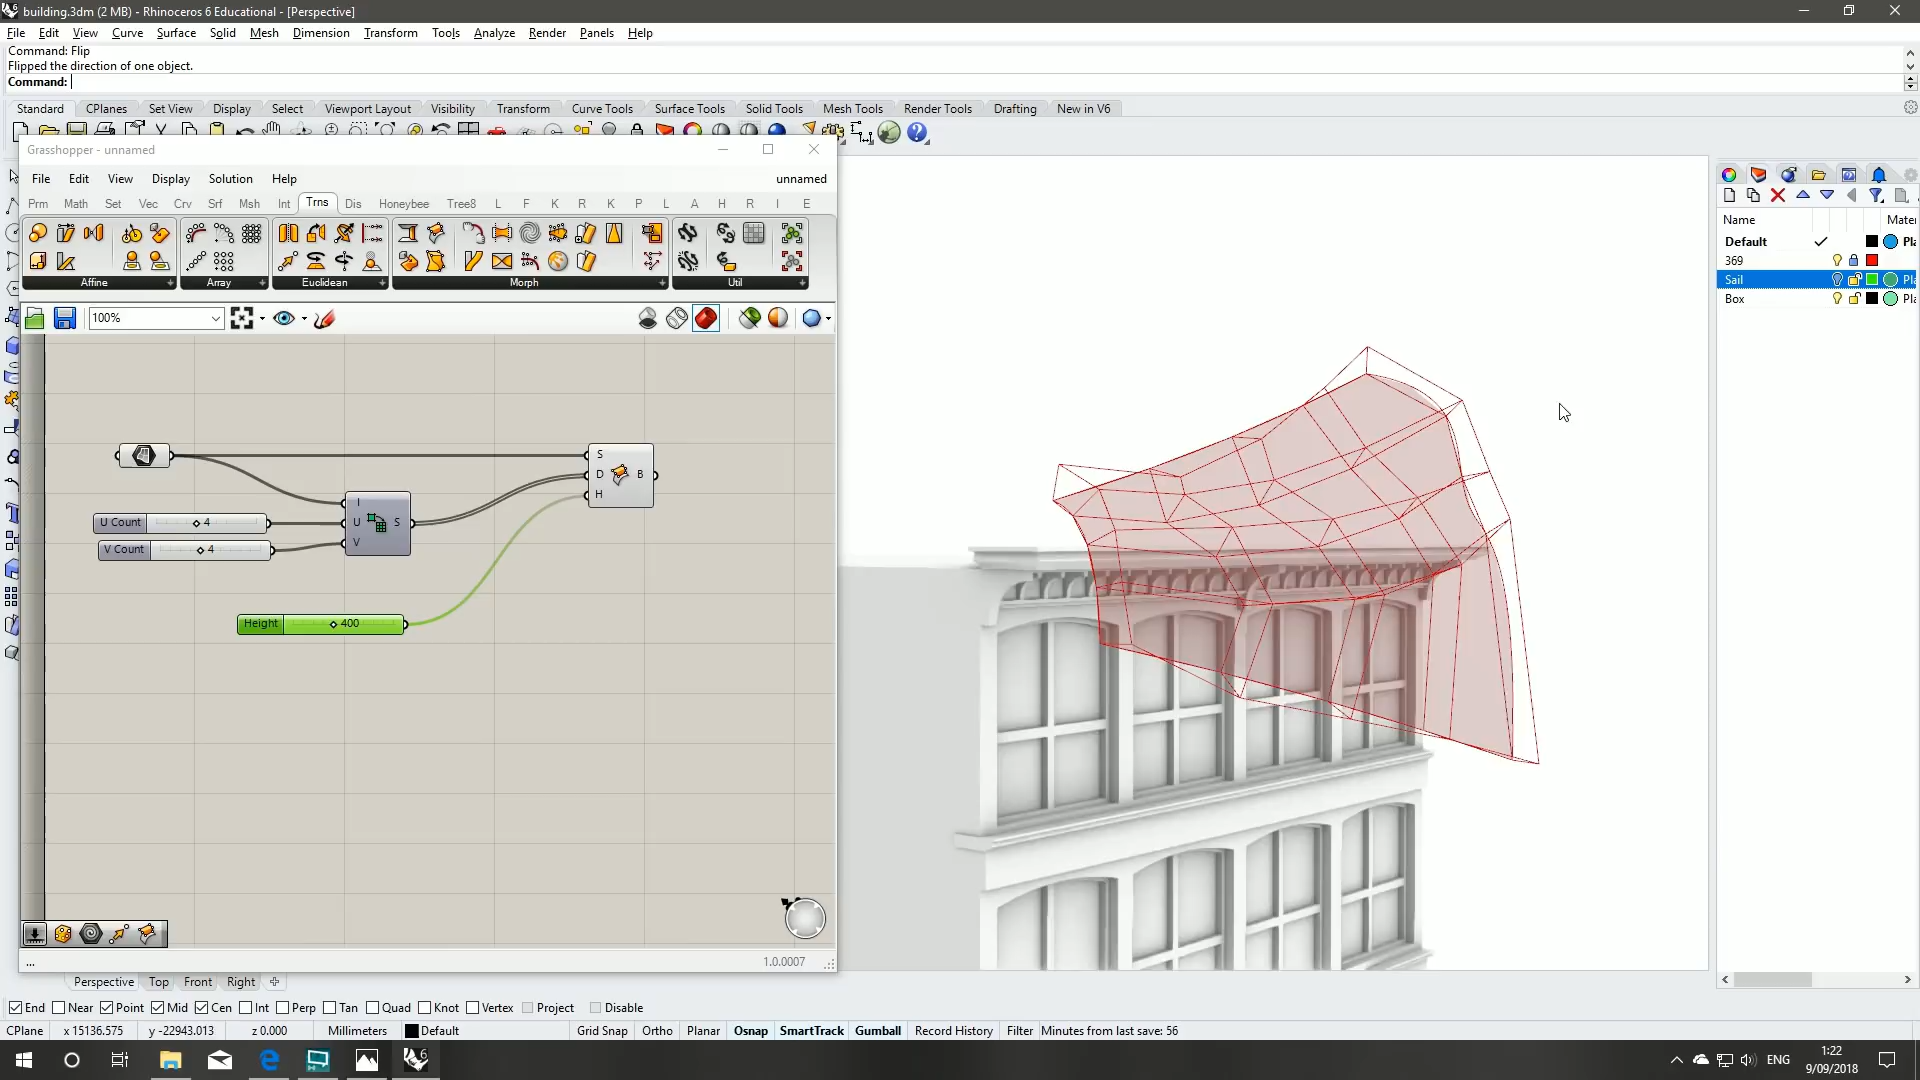 building.3dm (2 MB) - Rhinoceros 6 Educational - [Perspective]
File Edit View Curve Surface Solid Mesh Dimension Transform Tools Analyze Render Panels Help
Command: Flip
Flipped the direction of one object.
Command:
Standard CPlanes Set View Display Select Viewport Layout Visibility Transform Curve Tools Surface Tools Solid Tools Mesh Tools Render Tools Drafting New in V6
Grasshopper - unnamed
File Edit View Display Solution Help unnamed
Prm Math Set Vec Crv Srf Msh Int Trns Dis Honeybee Tree8 L F K R K P L A H R I E
Affine Array Euclidean Morph Util
100%
S
D B
H
I
U S
V
U Count 4
V Count 4
Height 400
...
1.0.0007
Name Mater
Default Pla
369
Sail Pla
Box Pla
Perspective Top Front Right
End Near Point Mid Cen Int Perp Tan Quad Knot Vertex Project Disable
CPlane x 15136.575 y -22943.013 z 0.000 Millimeters Default Grid Snap Ortho Planar Osnap SmartTrack Gumball Record History Filter Minutes from last save: 56
ENG
1:22
9/09/2018